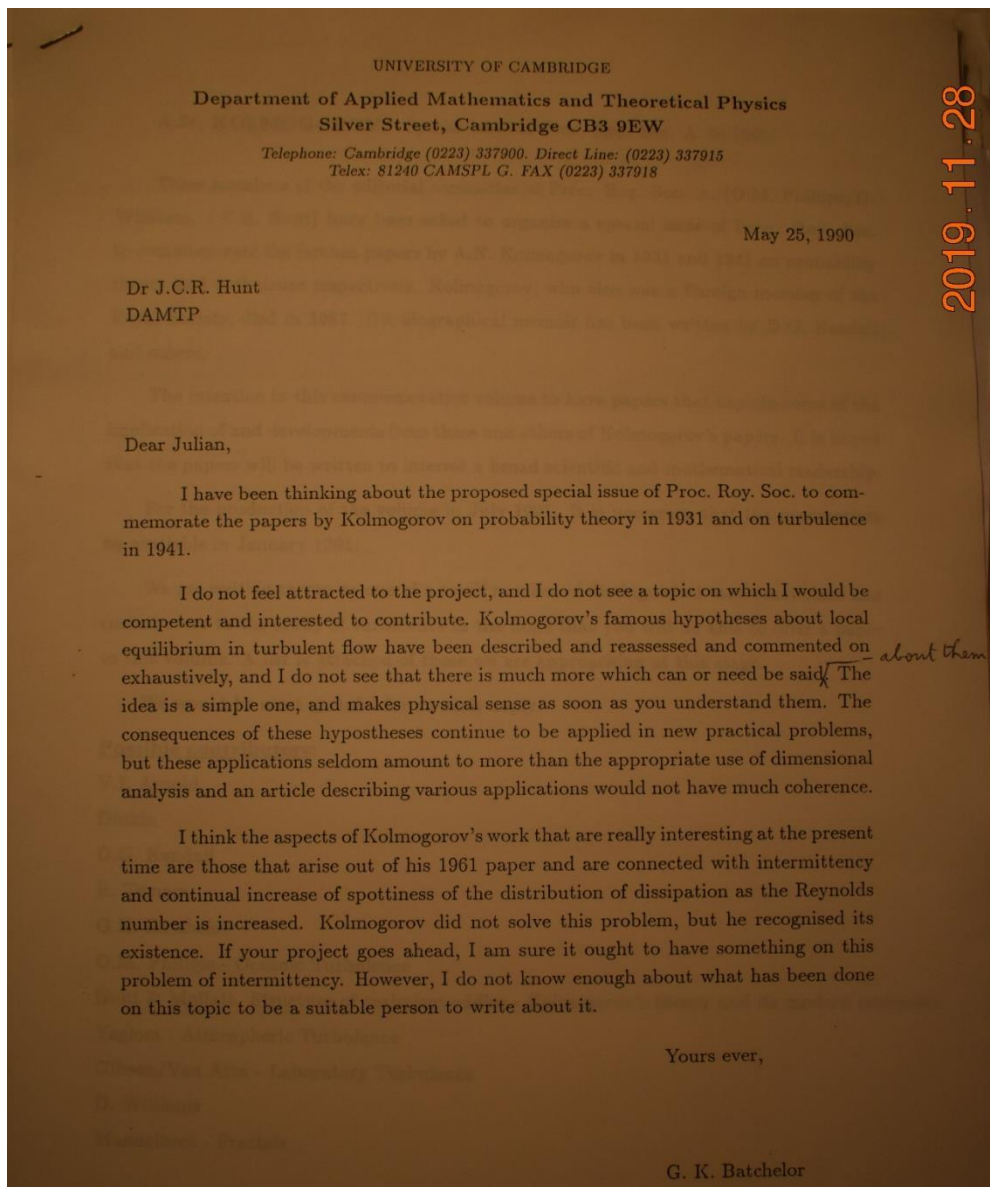 UNIVERSITY OF CAMBRIDGE
Department of Applied Mathematics and Theoretical Physics
Silver Street, Cambridge CB3 9EW
Telephone: Cambridge (0223) 337900. Direct Line: (0223) 337915
Telex: 81240 CAMSPL G. FAX (0223) 337918
2019.11.28
May 25, 1990
Dr J.C.R. Hunt
DAMTP
Dear Julian,
I have been thinking about the proposed special issue of Proc. Roy. Soc. to com-
memorate the papers by Kolmogorov on probability theory in 1931 and on turbulence
in 1941.
I do not feel attracted to the project, and I do not see a topic on which I would be
competent and interested to contribute. Kolmogorov's famous hypotheses about local
equilibrium in turbulent flow have been described and reassessed and commented on
about them
exhaustively, and I do not see that there is much more which can or need be said. The
idea is a simple one, and makes physical sense as soon as you understand them. The
consequences of these hypostheses continue to be applied in new practical problems,
but these applications seldom amount to more than the appropriate use of dimensional
analysis and an article describing various applications would not have much coherence.
I think the aspects of Kolmogorov's work that are really interesting at the present
time are those that arise out of his 1961 paper and are connected with intermittency
and continual increase of spottiness of the distribution of dissipation as the Reynolds
number is increased. Kolmogorov did not solve this problem, but he recognised its
existence. If your project goes ahead, I am sure it ought to have something on this
problem of intermittency. However, I do not know enough about what has been done
on this topic to be a suitable person to write about it.
Yours ever,
G. K. Batchelor